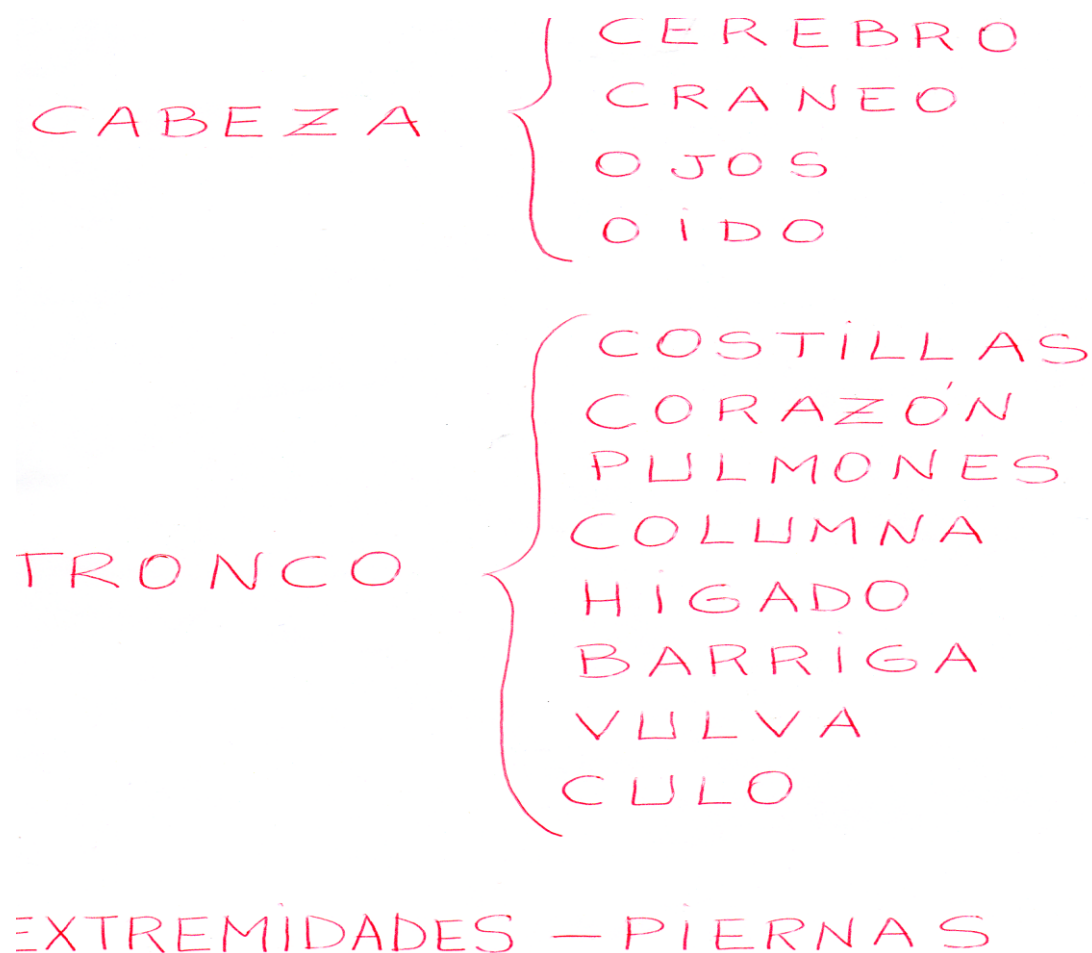 CABEZA
CEREBRO
CRANEO
OJOS
OIDO
TRONCO
COSTILLAS
CORAZÓN
PULMONES
COLUMNA
HIGADO
BARRIGA
VULVA
CULO
EXTREMIDADES - PIERNAS